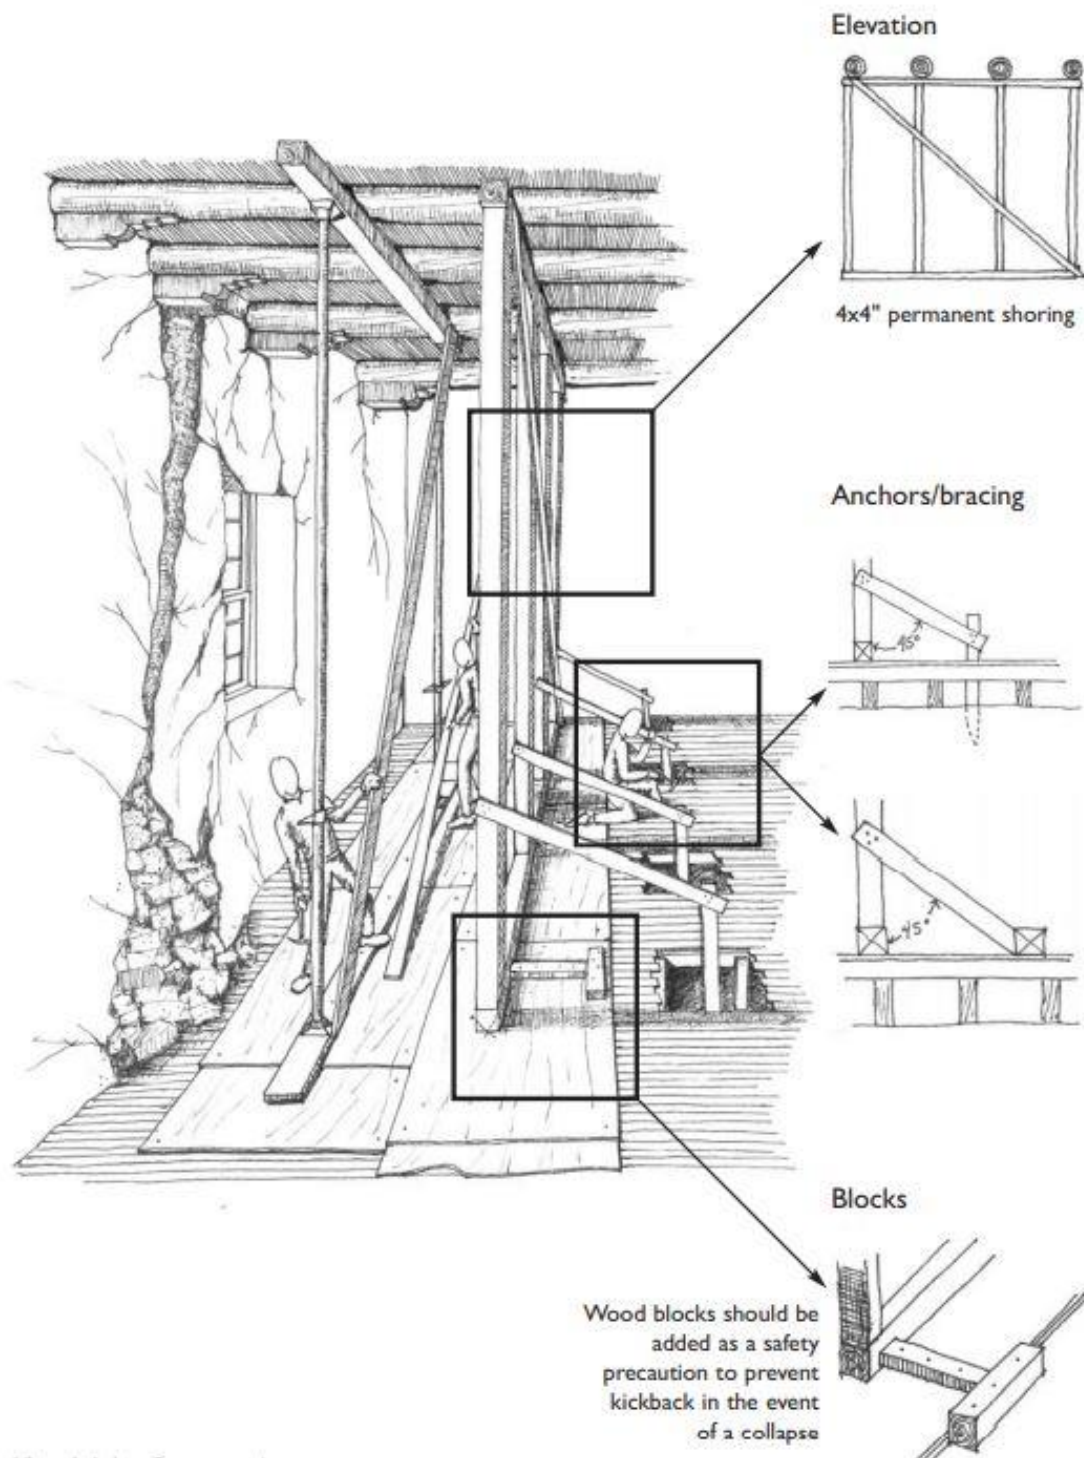 Elevation
4x4" permanent shoring
Anchors/bracing
45°
45°
Blocks
Wood blocks should be
added as a safety
precaution to prevent
kickback in the event
of a collapse